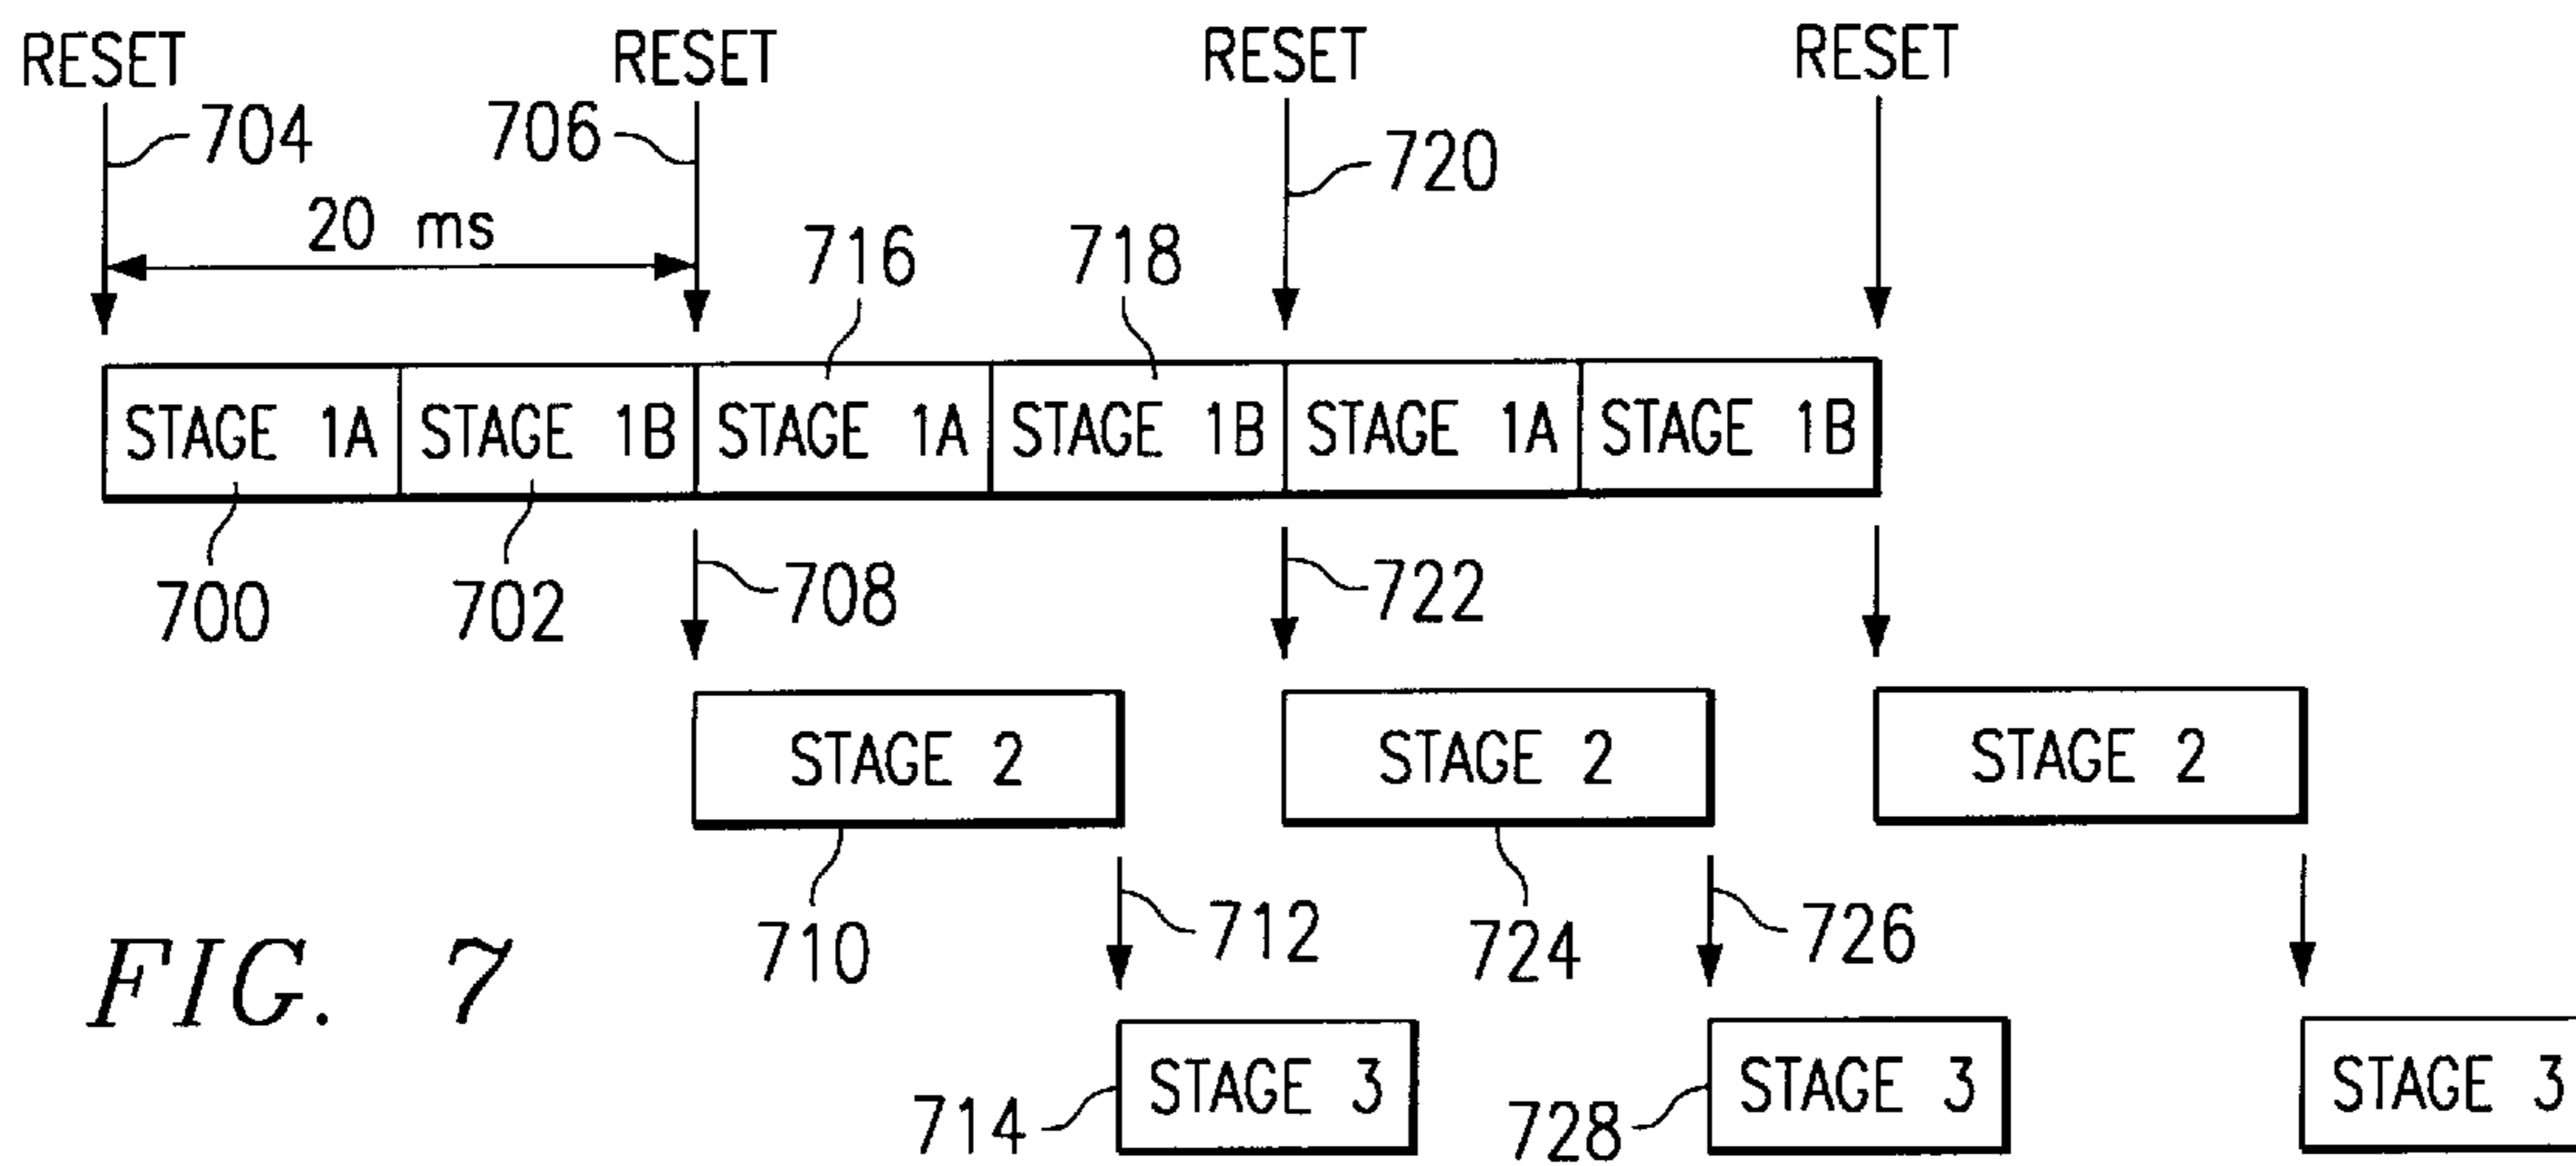 RESET RESET RESET RESET
704 706 720
20 ms 716 718
STAGE 1A STAGE 1B STAGE 1A STAGE 1B STAGE 1A STAGE 1B
700 702 708 722
STAGE 2 STAGE 2 STAGE 2
710 712 724 726
FIG. 7
STAGE 3 STAGE 3 STAGE 3
714 728